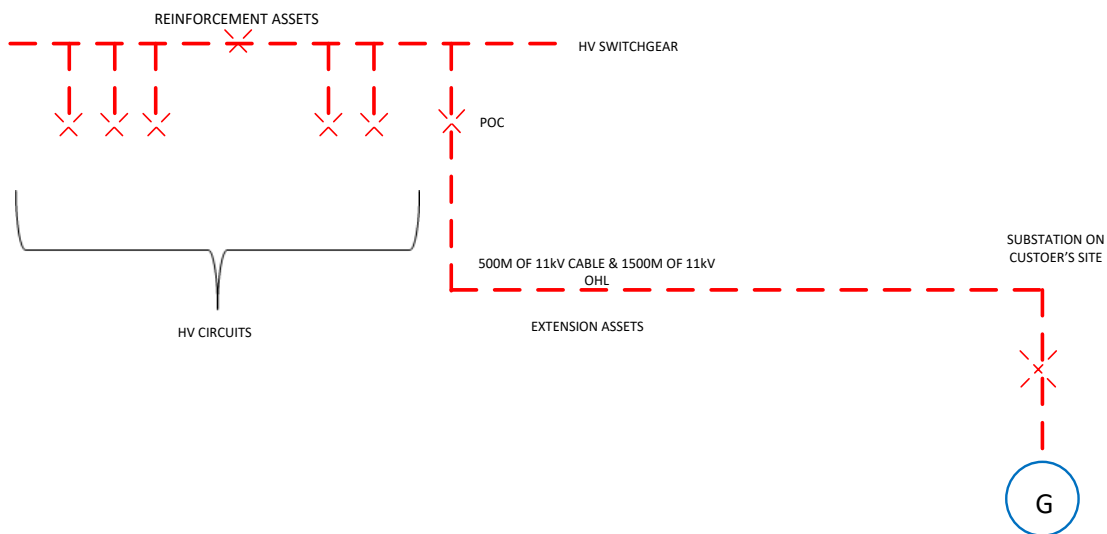 REINFORCEMENT ASSETS
HV SWITCHGEAR
POC
SUBSTATION ON
CUSTOER'S SITE
500M OF 11kV CABLE & 1500M OF 11kV
OHL
EXTENSION ASSETS
HV CIRCUITS
G